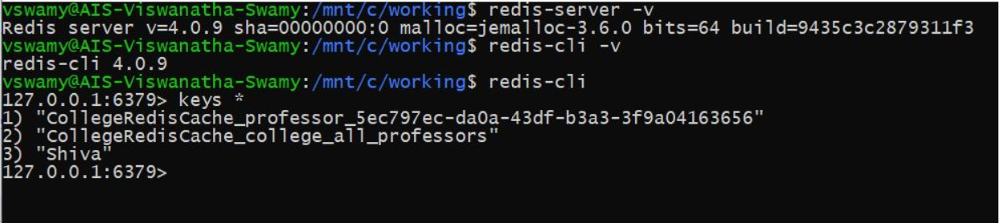 vswamy@AIS-Viswanatha-Swamy:/mnt/c/working$ redis-server -v
Redis server v=4.0.9 sha=00000000:0 malloc=jemalloc-3.6.0 bits=64 build=9435c3c2879311f3
vswamy@AIS-Viswanatha-Swamy:/mnt/c/working$ redis-cli -v
redis-cli 4.0.9
vswamy@AIS-Viswanatha-Swamy:/mnt/c/working$ redis-cli
127.0.0.1:6379> keys *
1) "CollegeRedisCache_professor_5ec797ec-da0a-43df-b3a3-3f9a04163656"
2) "CollegeRedisCache_college_all_professors"
3) "Shiva"
127.0.0.1:6379>